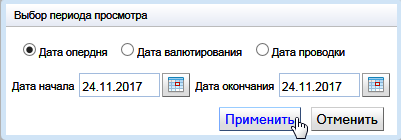 Выбор периода просмотра
Дата опердня Дата валютирования Дата проводки
Дата начала 24.11.2017 Дата окончания 24.11.2017
Применить Отменить